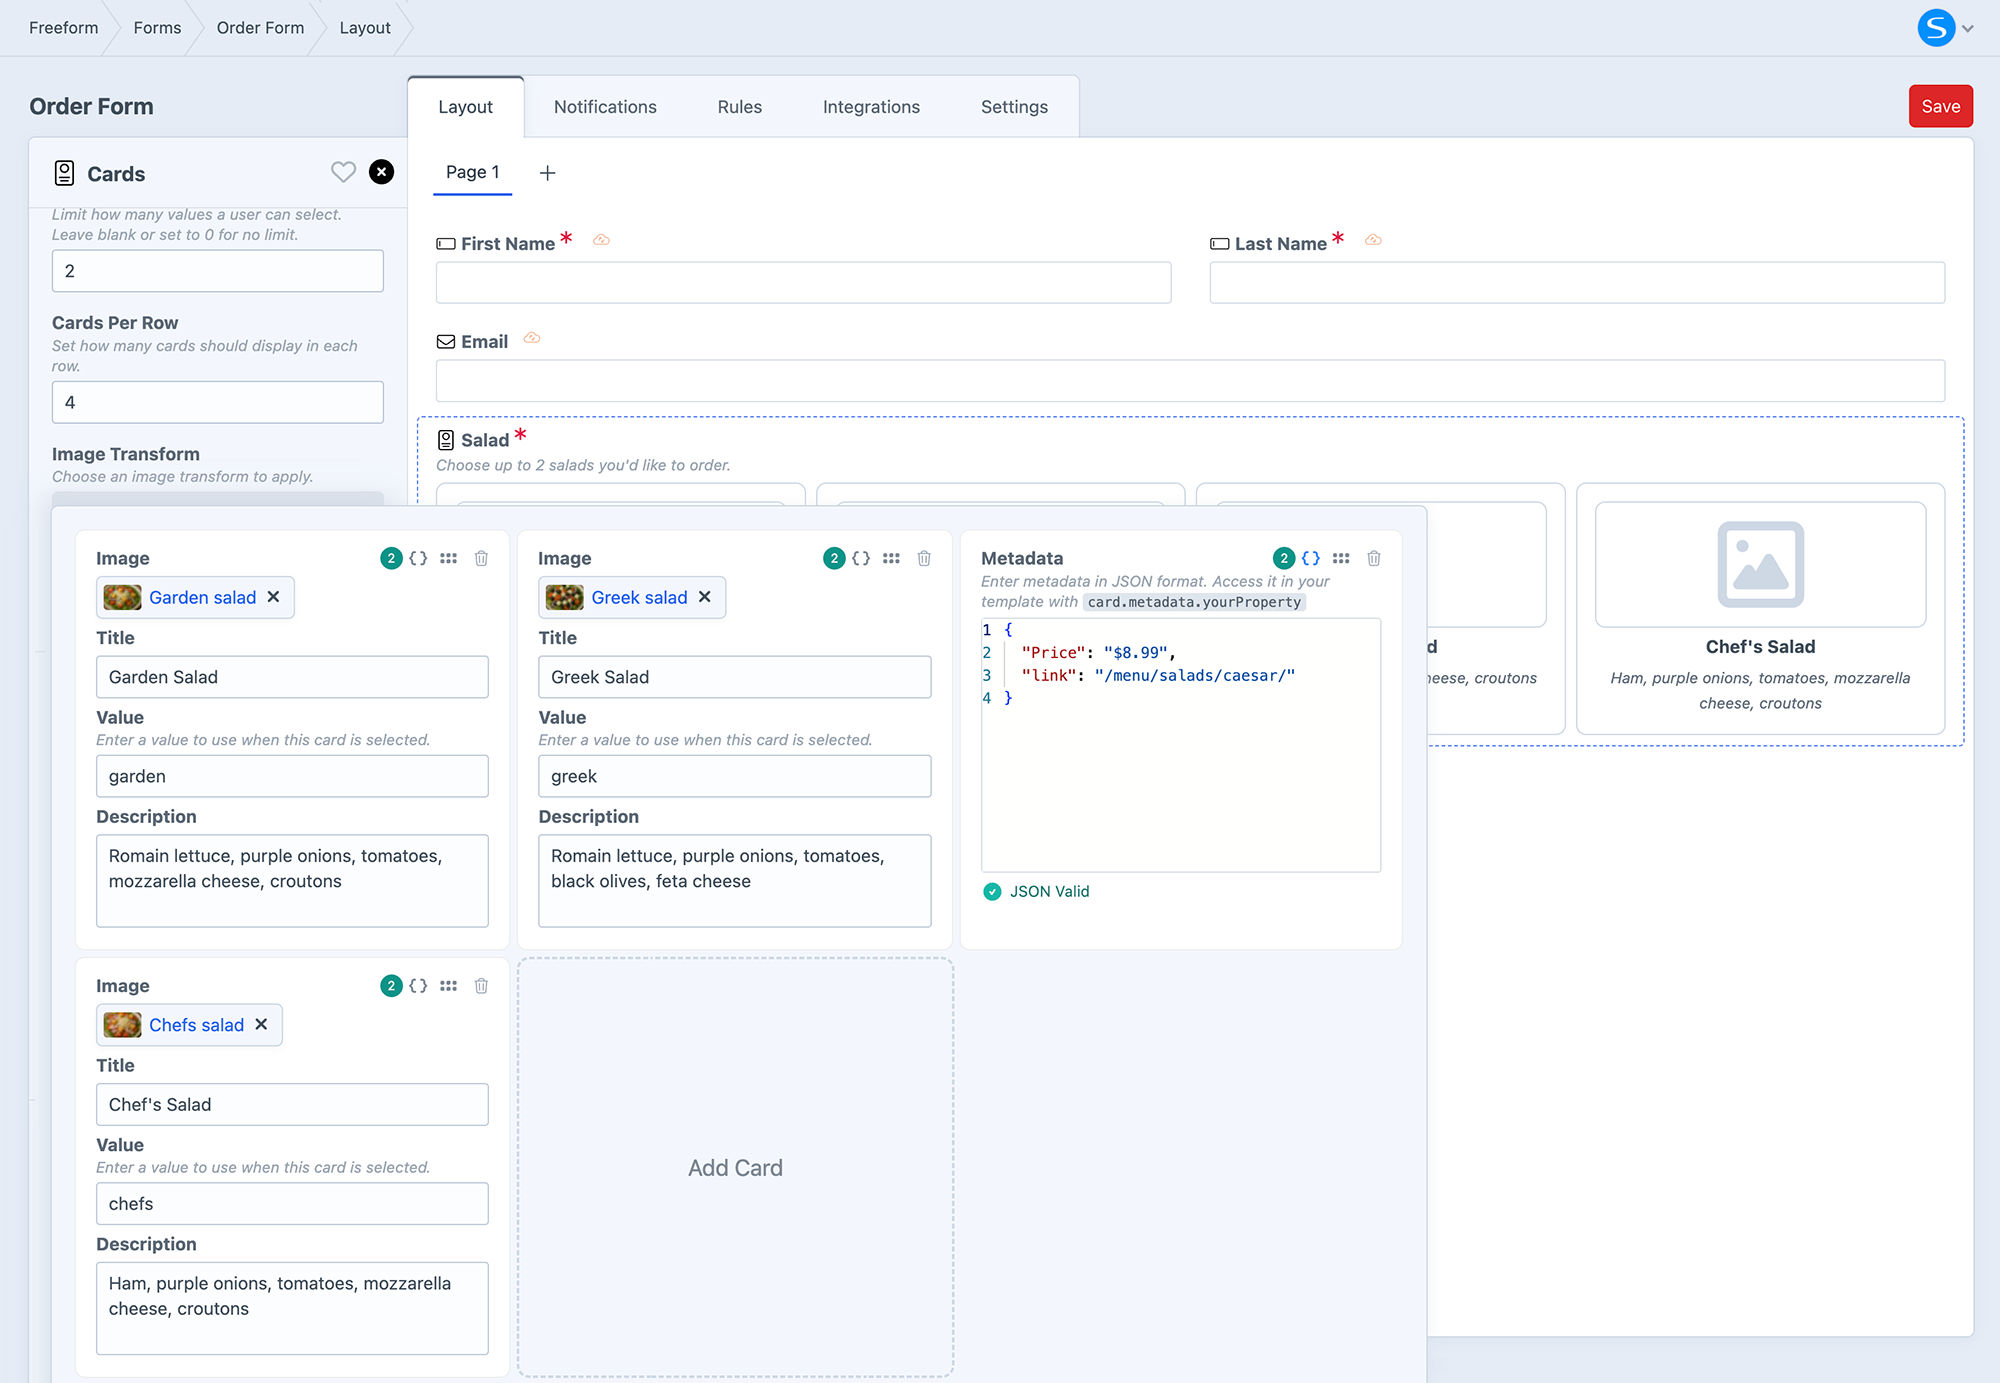 Freeform
Forms
Order Form
Layout
S
Order Form
Layout
Notifications
Rules
Integrations
Settings
Save
Cards
Limit how many values a user can select.
Leave blank or set to 0 for no limit.
2
Cards Per Row
Set how many cards should display in each
row.
4
Image Transform
Choose an image transform to apply.
Page 1
First Name *
Last Name *
Email
Salad *
Choose up to 2 salads you'd like to order.
d
neese, croutons
Chef's Salad
Ham, purple onions, tomatoes, mozzarella
cheese, croutons
Image
2
Garden salad
Title
Garden Salad
Value
Enter a value to use when this card is selected.
garden
Description
Romain lettuce, purple onions, tomatoes,
mozzarella cheese, croutons
Image
2
Greek salad
Title
Greek Salad
Value
Enter a value to use when this card is selected.
greek
Description
Romain lettuce, purple onions, tomatoes,
black olives, feta cheese
Metadata
2
Enter metadata in JSON format. Access it in your
template with card.metadata.yourProperty
1 {
2 "Price": "$8.99",
3 "link": "/menu/salads/caesar/"
4 }
JSON Valid
Image
2
Chefs salad
Title
Chef's Salad
Value
Enter a value to use when this card is selected.
chefs
Description
Ham, purple onions, tomatoes, mozzarella
cheese, croutons
Add Card